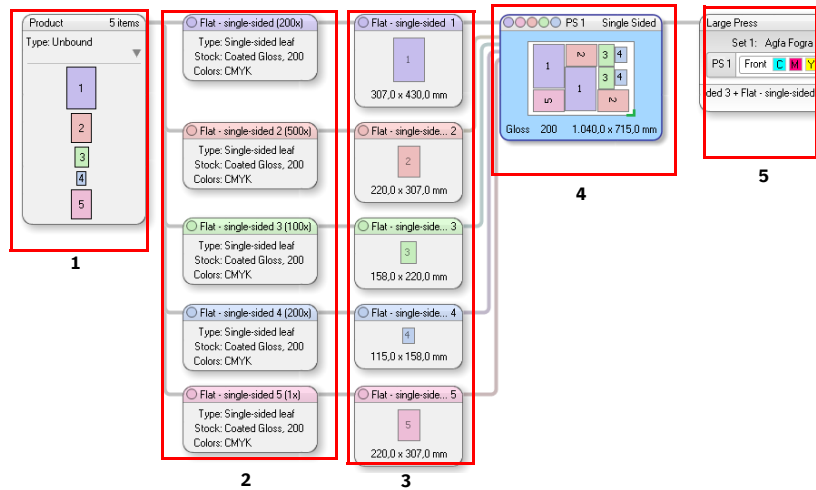 Product 5 items
Type: Unbound
1
2
3
4
5
1
Flat - single-sided (200x)
Type: Single-sided leaf
Stock: Coated Gloss, 200
Colors: CMYK
Flat - single-sided 2 (500x)
Type: Single-sided leaf
Stock: Coated Gloss, 200
Colors: CMYK
Flat - single-sided 3 (100x)
Type: Single-sided leaf
Stock: Coated Gloss, 200
Colors: CMYK
Flat - single-sided 4 (200x)
Type: Single-sided leaf
Stock: Coated Gloss, 200
Colors: CMYK
Flat - single-sided 5 (1x)
Type: Single-sided leaf
Stock: Coated Gloss, 200
Colors: CMYK
2
Flat - single-sided 1
1
307,0 x 430,0 mm
Flat - single-side... 2
2
220,0 x 307,0 mm
Flat - single-side... 3
3
158,0 x 220,0 mm
Flat - single-side... 4
4
115,0 x 158,0 mm
Flat - single-side... 5
5
220,0 x 307,0 mm
3
PS 1 Single Sided
1 2 3 4
3 4
5 1 2
Gloss 200 1.040,0 x 715,0 mm
4
Large Press
Set 1: Agfa Fogra
PS 1 Front C M Y
ded 3 + Flat - single-sided
5